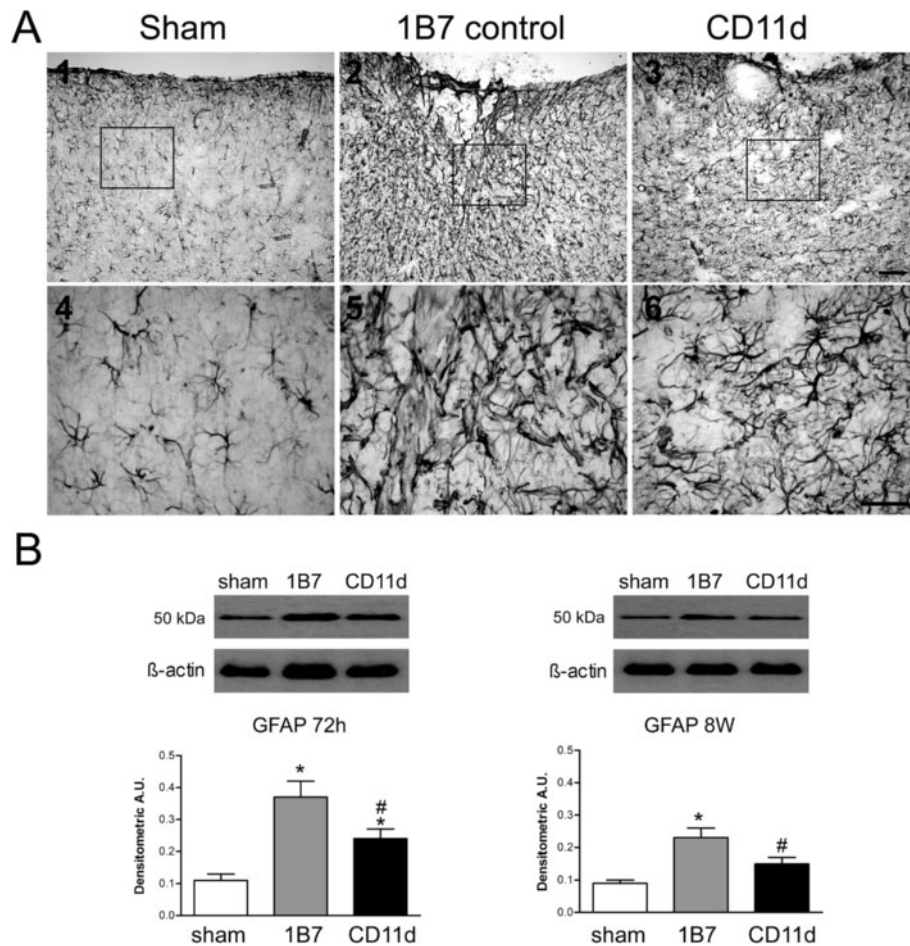 A
Sham 1B7 control CD11d
1 2 3
4 5 6
B
sham 1B7 CD11d
50 kDa
ß-actin
GFAP 72h
Densitometric A.U.
0.5
0.4
0.3
0.2
0.1
0.0
*
#
*
sham 1B7 CD11d
sham 1B7 CD11d
50 kDa
ß-actin
GFAP 8W
Densitometric A.U.
0.5
0.4
0.3
0.2
0.1
0.0
*
#
sham 1B7 CD11d